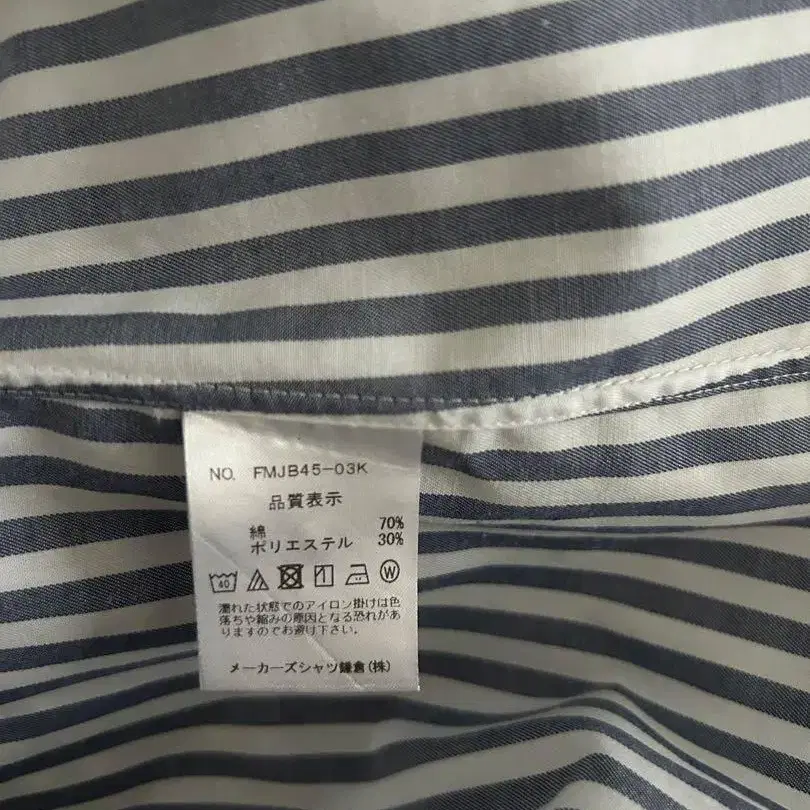 NO. FMJB45-03K
品質表示
綿 70%
ポリエステル 30%
40 W
濡れた状態でのアイロン掛けは色
落ちや縮みの原因となる恐れがあ
りますのでお避け下さい。
メーカーズシャツ鎌倉(株)